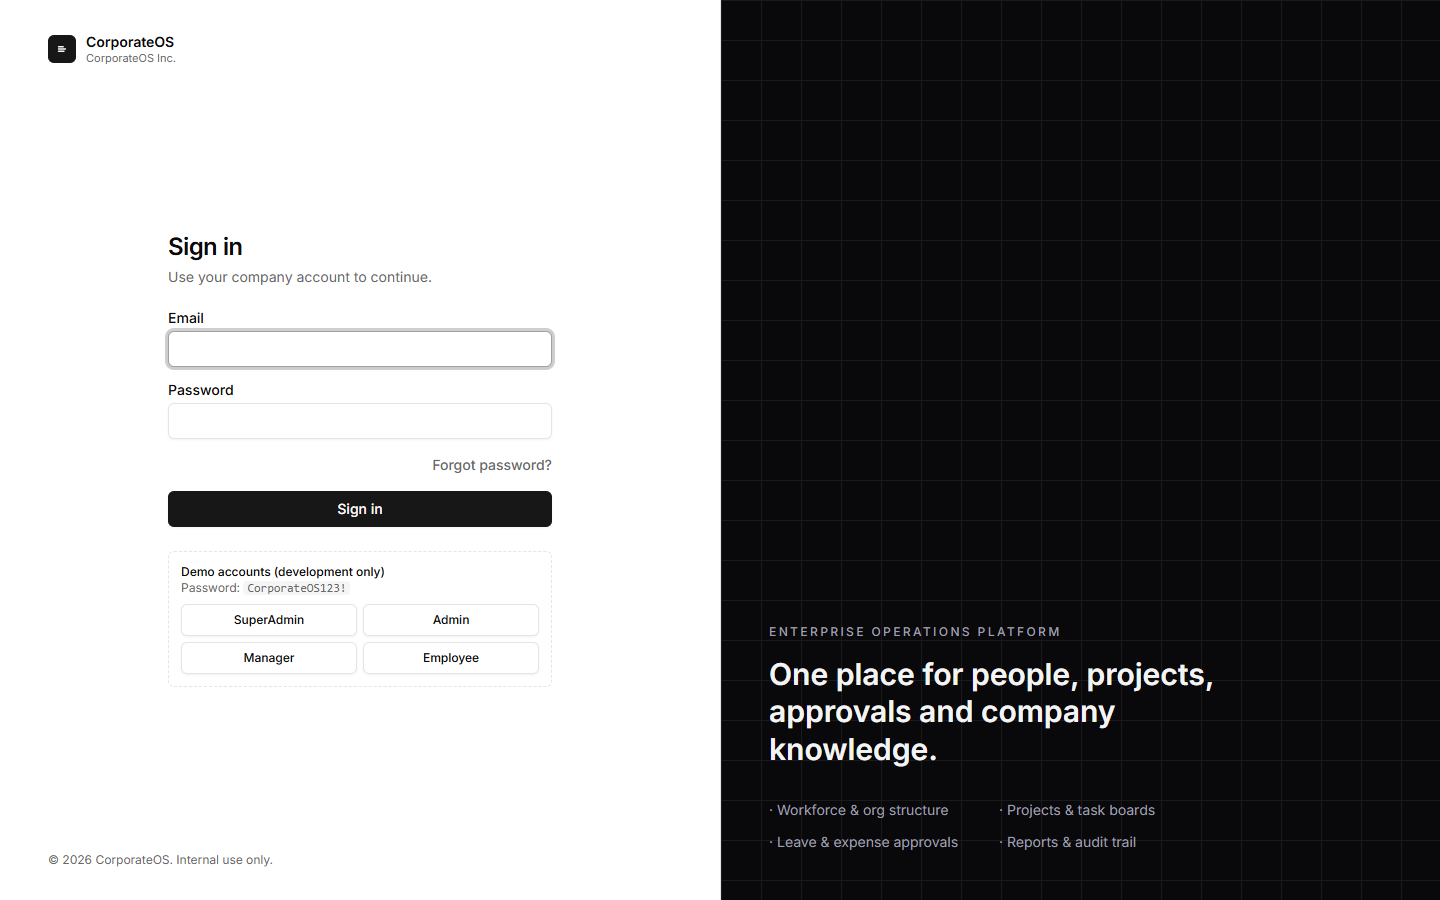 CorporateOS
CorporateOS Inc.
Sign in
Use your company account to continue.
Email
Password
Forgot password?
Sign in
Demo accounts (development only)
Password: CorporateOS123!
SuperAdmin
Admin
Manager
Employee
© 2026 CorporateOS. Internal use only.
ENTERPRISE OPERATIONS PLATFORM
One place for people, projects,
approvals and company
knowledge.
· Workforce & org structure
· Projects & task boards
· Leave & expense approvals
· Reports & audit trail